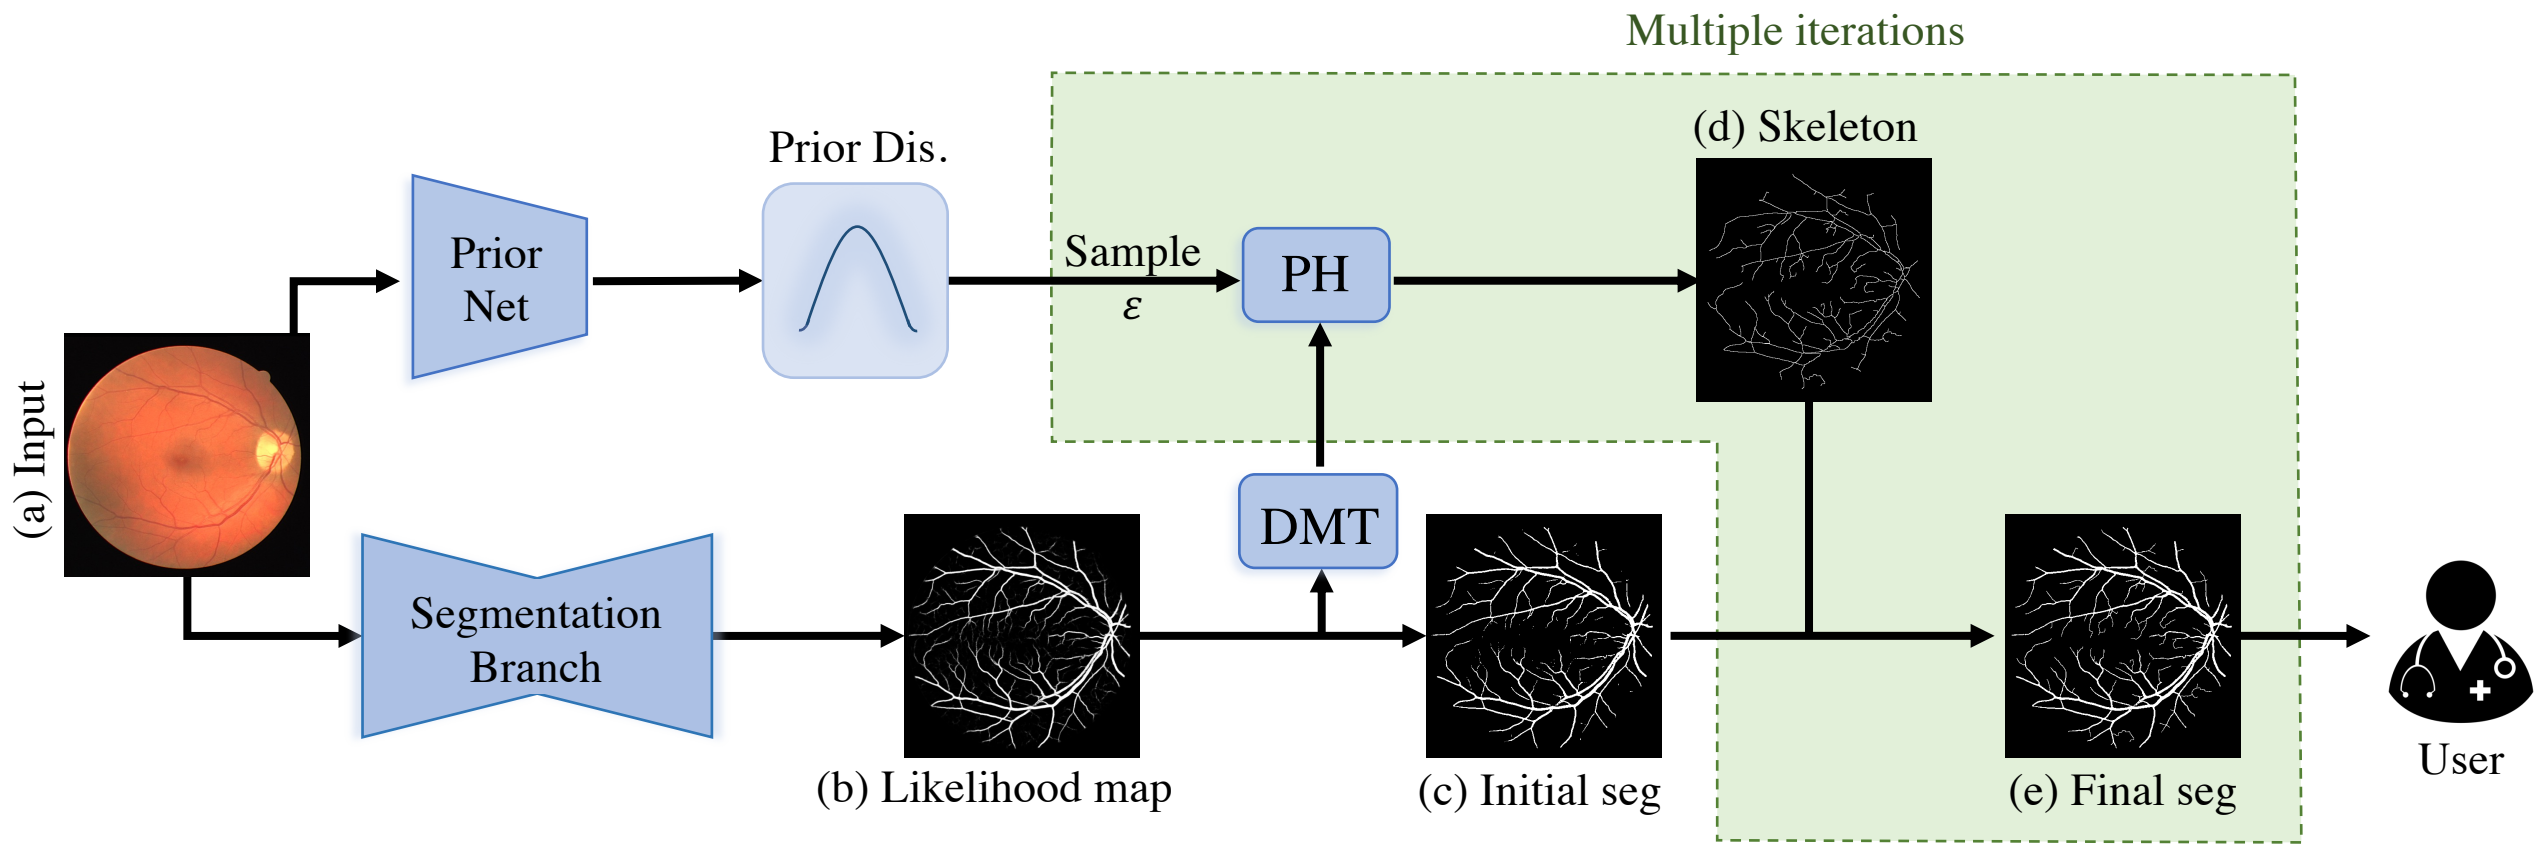 Multiple iterations
(d) Skeleton
Prior Dis.
Prior
Net
Sample
ε
PH
(a) Input
DMT
Segmentation
Branch
(b) Likelihood map
(c) Initial seg
(e) Final seg
User